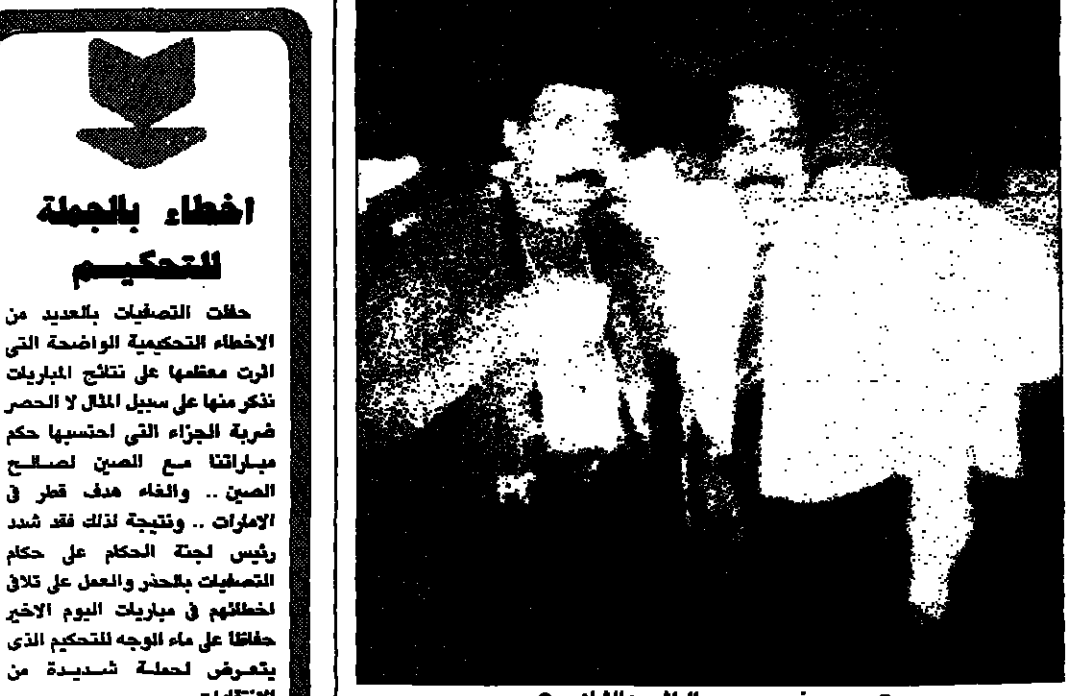 اخطاء بالجملة
للتحكيم
حفلت التصفيات بالعديد من
الاخطاء التحكيمية الواضحة التى
اثرت معظمها على نتائج المباريات
نذكر منها على سبيل المثال لا الحصر
ضربة الجزاء التى احتسبها حكم
مباراتنا مع الصين لصالح
الصين .. والغاء هدف قطر فى
الامارات .. ونتيجة لذلك فقد شدد
رئيس لجنة الحكام على حكام
التصفيات بالحذر والعمل على تلافى
اخطائهم فى مباريات اليوم الاخير
حفاظا على ماء الوجه للتحكيم الذى
يتعرض لحملة شديدة من